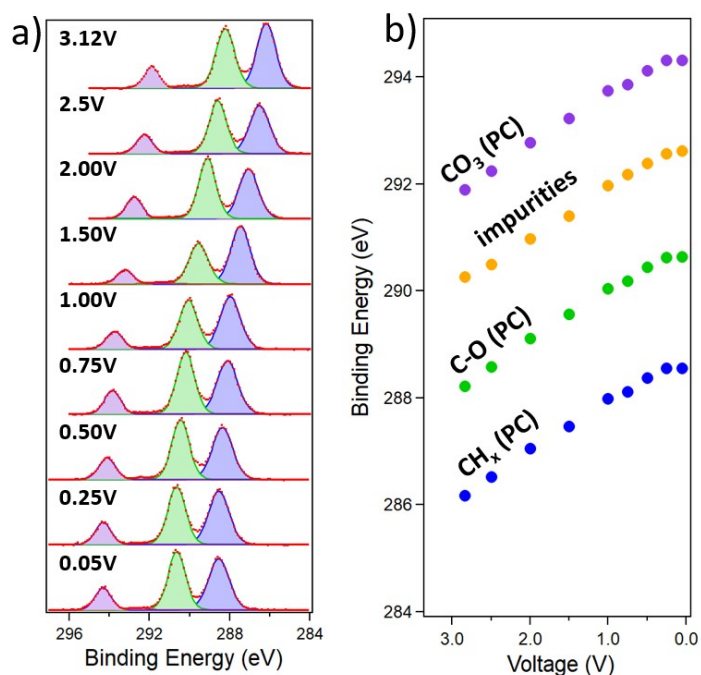 a)
3.12V
2.5V
2.00V
1.50V
1.00V
0.75V
0.50V
0.25V
0.05V
296 292 288 284
Binding Energy (eV)
b)
Binding Energy (eV)
294
292
290
288
286
284
CO₃ (PC)
impurities
C-O (PC)
CHₓ (PC)
3.0 2.0 1.0 0.0
Voltage (V)